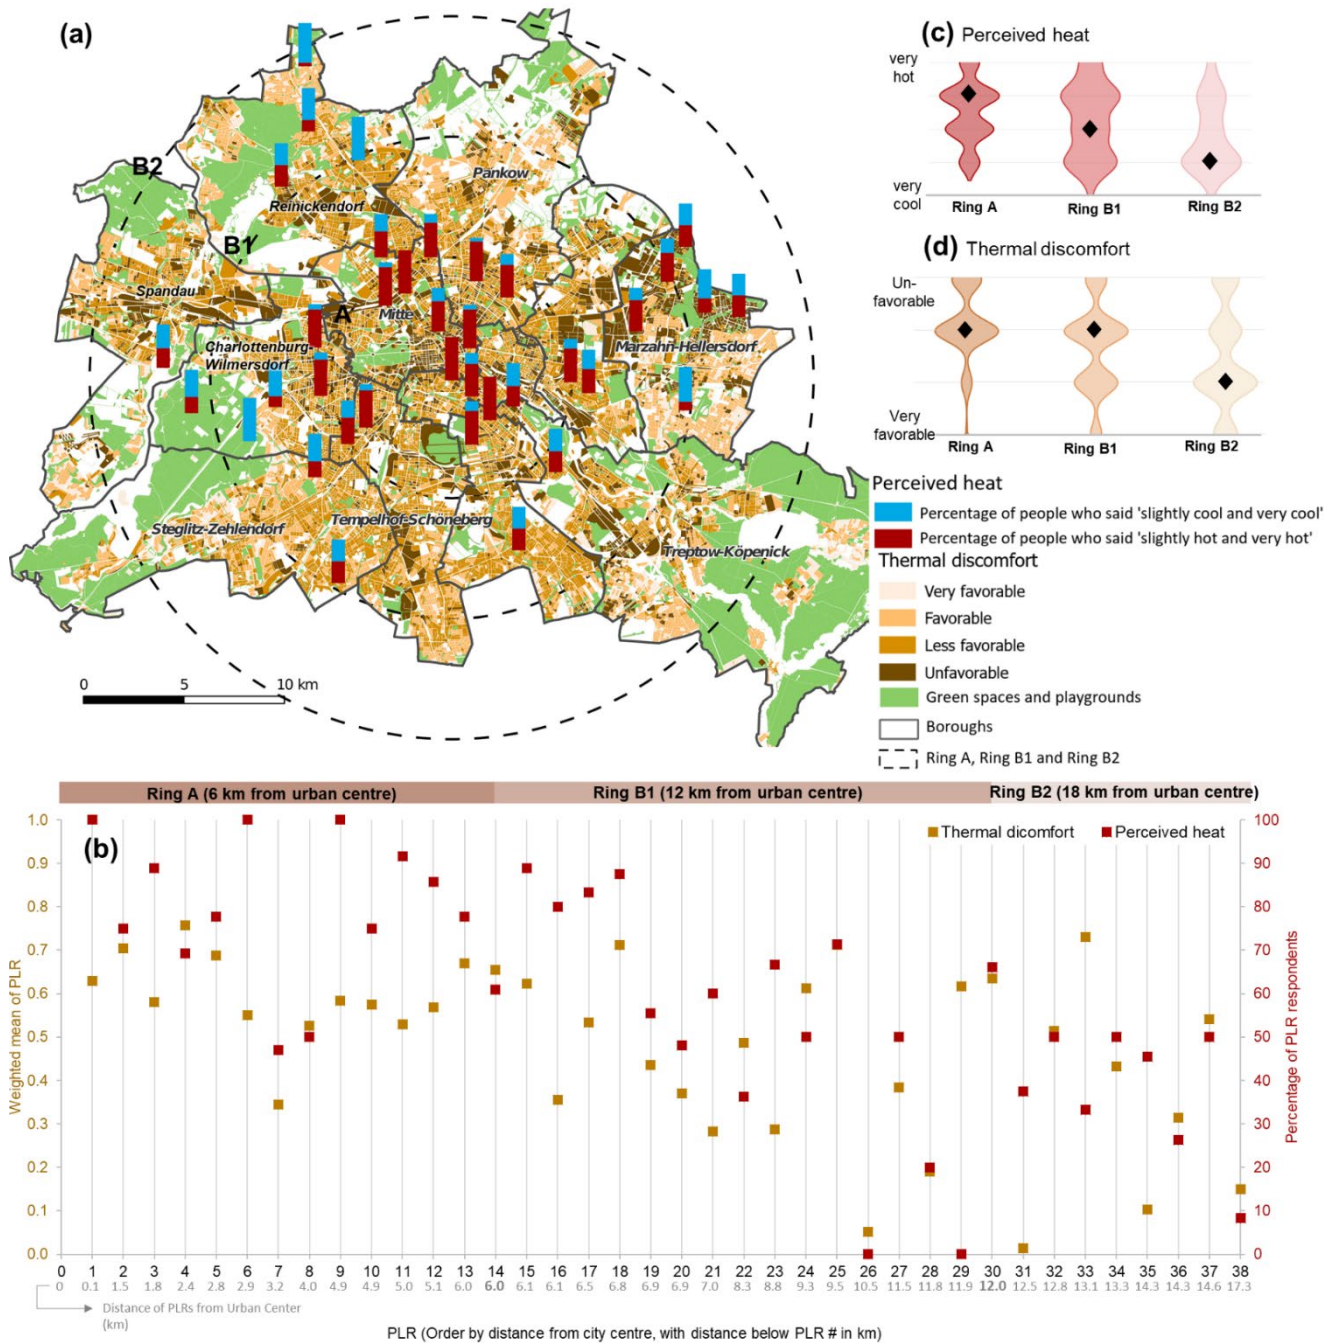 (a)
B2
Pankow
Reinickendorf
B1
Spandau
A
Mitte
Charlottenburg-
Wilmersdorf
Marzahn-Hellersdorf
Steglitz-Zehlendorf
Tempelhof-Schöneberg
Treptow-Köpenick
0 5 10 km
(c) Perceived heat
very
hot
very
cool
Ring A Ring B1 Ring B2
(d) Thermal discomfort
Un-
favorable
Very
favorable
Ring A Ring B1 Ring B2
Perceived heat
Percentage of people who said 'slightly cool and very cool'
Percentage of people who said 'slightly hot and very hot'
Thermal discomfort
Very favorable
Favorable
Less favorable
Unfavorable
Green spaces and playgrounds
Boroughs
Ring A, Ring B1 and Ring B2
Ring A (6 km from urban centre) Ring B1 (12 km from urban centre) Ring B2 (18 km from urban centre)
(b)
Thermal dicomfort Perceived heat
1.0 100
0.9 90
0.8 80
0.7 70
0.6 60
0.5 50
0.4 40
0.3 30
0.2 20
0.1 10
0.0 0
Weighted mean of PLR
Percentage of PLR respondents
0 1 2 3 4 5 6 7 8 9 10 11 12 13 14 15 16 17 18 19 20 21 22 23 24 25 26 27 28 29 30 31 32 33 34 35 36 37 38
0 0.1 1.5 1.8 2.4 2.8 2.9 3.2 4.0 4.9 4.9 5.0 5.1 6.0 6.0 6.1 6.1 6.5 6.8 6.9 6.9 7.0 8.3 8.8 9.3 9.5 10.5 11.5 11.8 11.9 12.0 12.5 12.8 13.1 13.3 14.3 14.3 14.6 17.3
Distance of PLRs from Urban Center
(km)
PLR (Order by distance from city centre, with distance below PLR # in km)